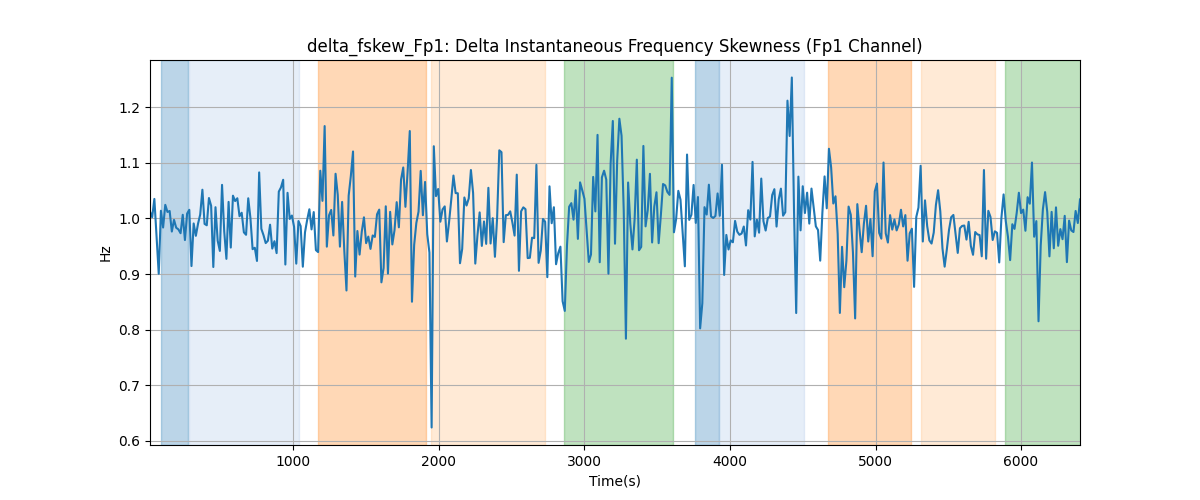 delta_fskew_Fp1: Delta Instantaneous Frequency Skewness (Fp1 Channel)
1.2
1.1
1.0
0.9
0.8
0.7
0.6
Hz
1000 2000 3000 4000 5000 6000
Time(s)